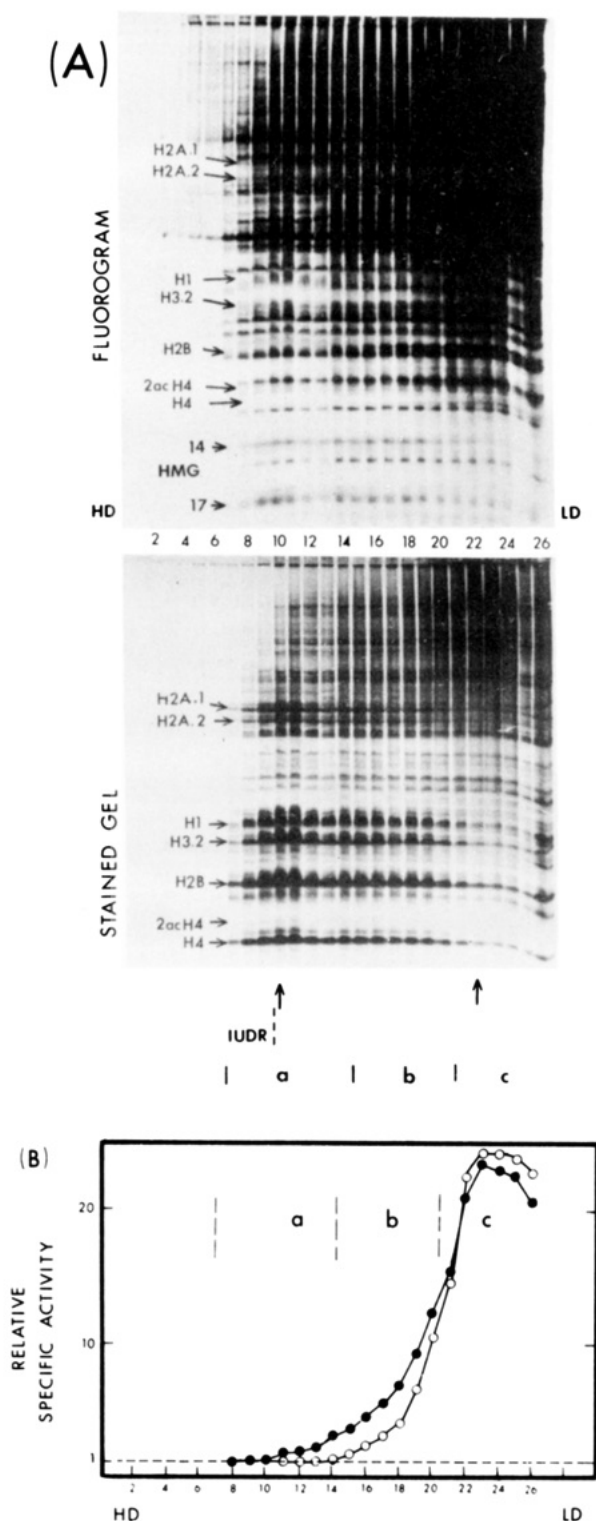 (A)
FLUOROGRAM
H2A.1
H2A.2
H1
H3.2
H2B
2ac H4
H4
14
HMG
17
HD
LD
2 4 6 8 10 12 14 16 18 20 22 24 26
STAINED GEL
H2A.1
H2A.2
H1
H3.2
H2B
2ac H4
H4
IUDR
a b c
(B)
RELATIVE
SPECIFIC ACTIVITY
20
10
1
a b c
2 4 6 8 10 12 14 16 18 20 22 24 26
HD
LD